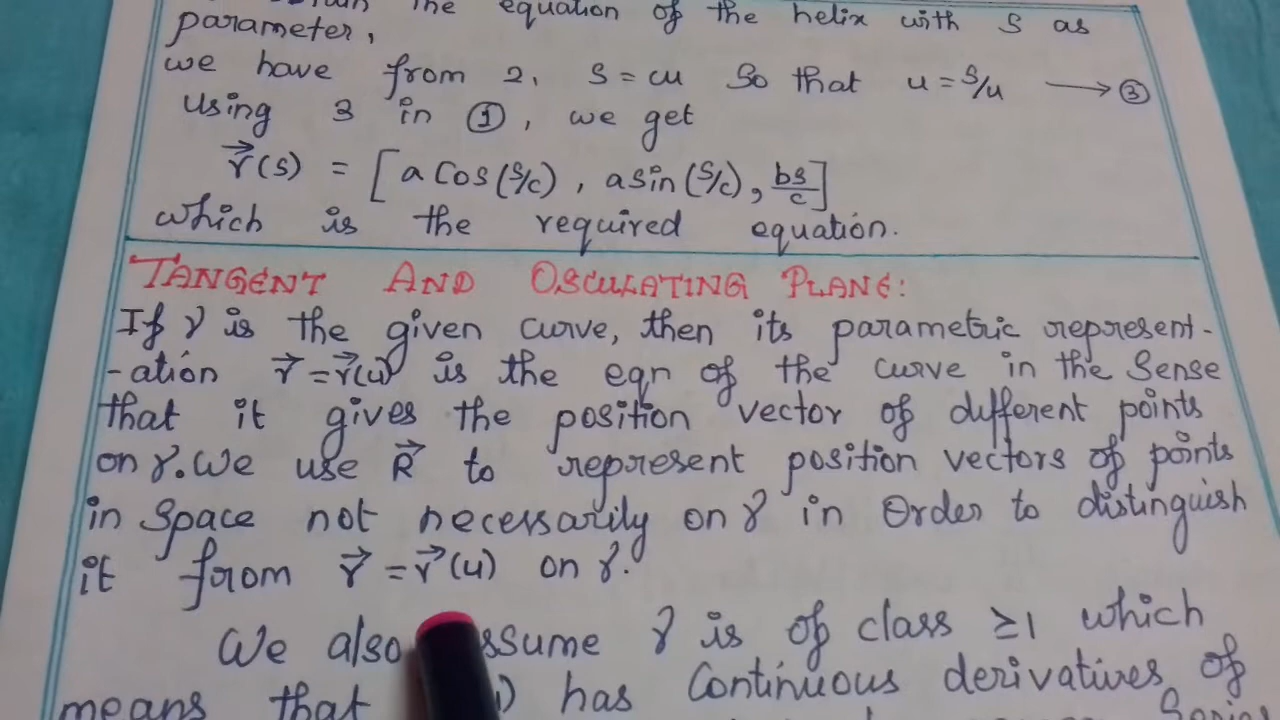 the equation of the helix with S as
parameter,
we have from 2, S = cu So that u = S/u → ③
using 3 in ①, we get
r⃗(s) = [a cos(S/c), a sin(S/c), bs/c]
which is the required equation.
TANGENT AND OSCULATING PLANE:
If γ is the given curve, then its parametric represent-
-ation r⃗ = r⃗(u) is the eqn of the curve in the Sense
that it gives the position vector of different points
on γ. We use R⃗ to represent position vectors of points
in Space not necessarily on γ in Order to distinguish
it from r⃗ = r⃗(u) on γ.
We also assume γ is of class ≥1 which
means that has Continuous derivatives of